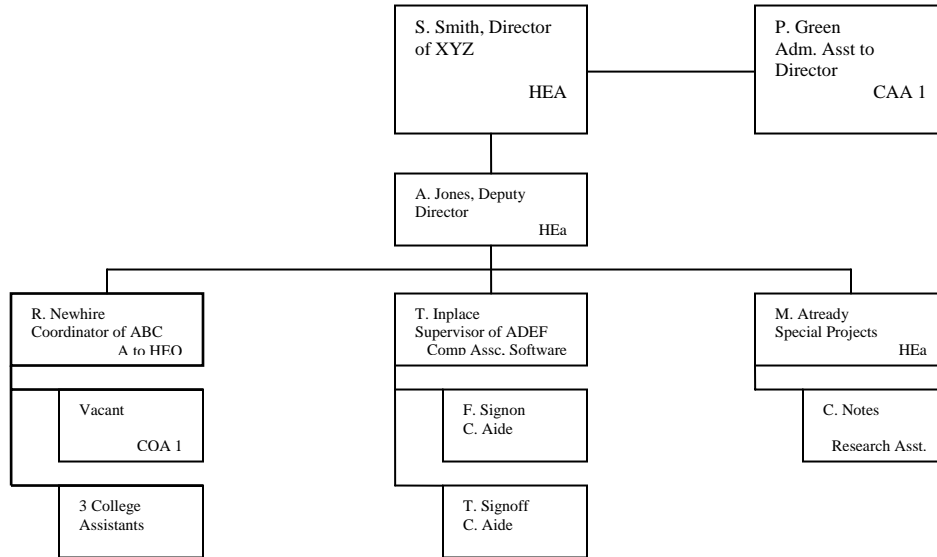 S. Smith, Director
of XYZ
HEA
P. Green
Adm. Asst to
Director
CAA 1
A. Jones, Deputy
Director
HEa
R. Newhire
Coordinator of ABC
A to HEO
T. Inplace
Supervisor of ADEF
Comp Assc. Software
M. Atready
Special Projects
HEa
Vacant
COA 1
F. Signon
C. Aide
C. Notes
Research Asst.
3 College
Assistants
T. Signoff
C. Aide